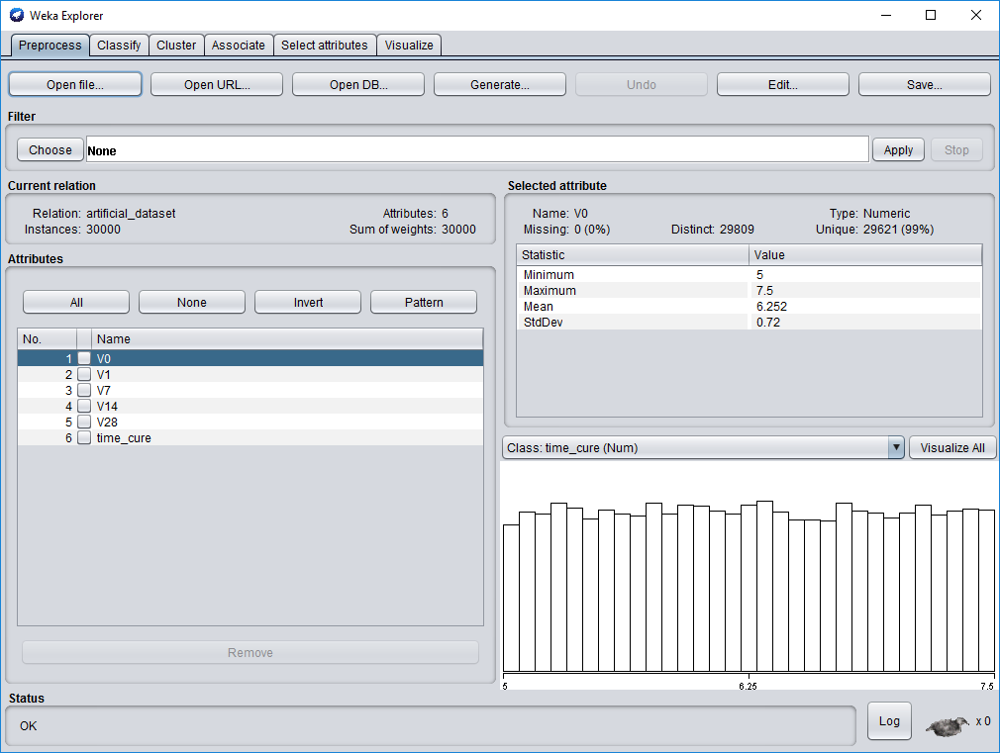 Weka Explorer
Preprocess Classify Cluster Associate Select attributes Visualize
Open file... Open URL... Open DB... Generate... Undo Edit... Save...
Filter
Choose None Apply Stop
Current relation
Relation: artificial_dataset Attributes: 6
Instances: 30000 Sum of weights: 30000
Attributes
All None Invert Pattern
No. Name
1 V0
2 V1
3 V7
4 V14
5 V28
6 time_cure
Remove
Selected attribute
Name: V0 Type: Numeric
Missing: 0 (0%) Distinct: 29809 Unique: 29621 (99%)
Statistic Value
Minimum 5
Maximum 7.5
Mean 6.252
StdDev 0.72
Class: time_cure (Num) Visualize All
5 6.25 7.5
Status
OK Log x 0